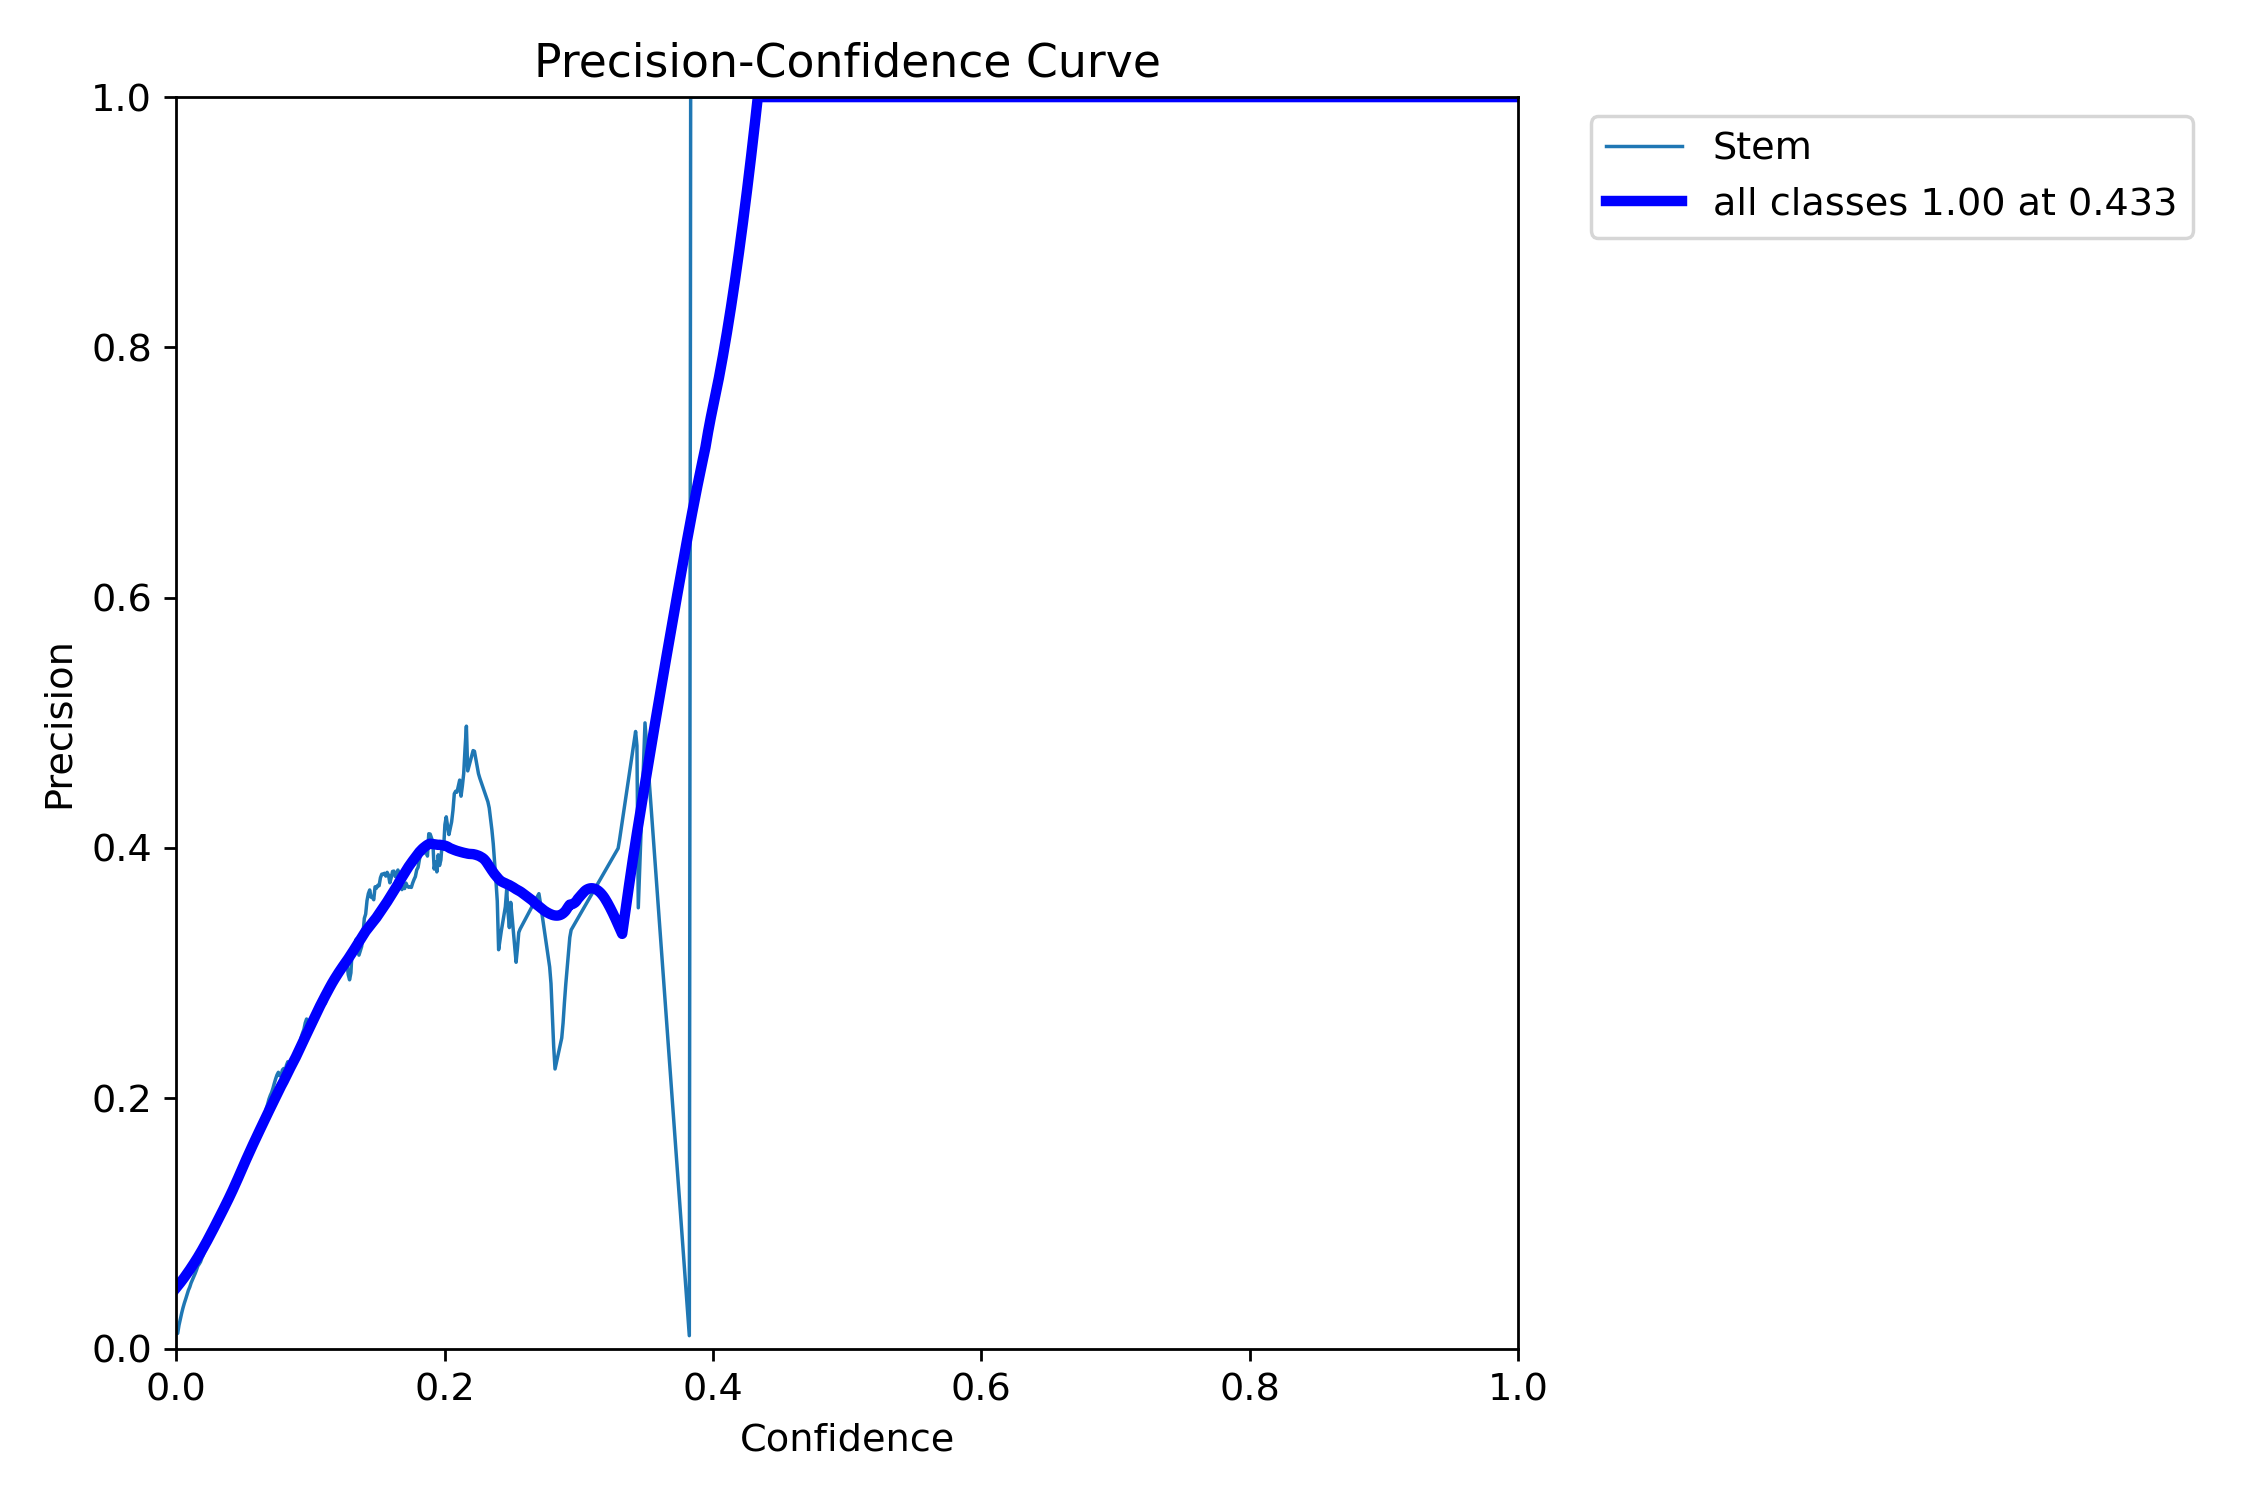 Precision-Confidence Curve
1.0
0.8
0.6
0.4
0.2
0.0
Precision
0.0 0.2 0.4 0.6 0.8 1.0
Confidence
Stem
all classes 1.00 at 0.433